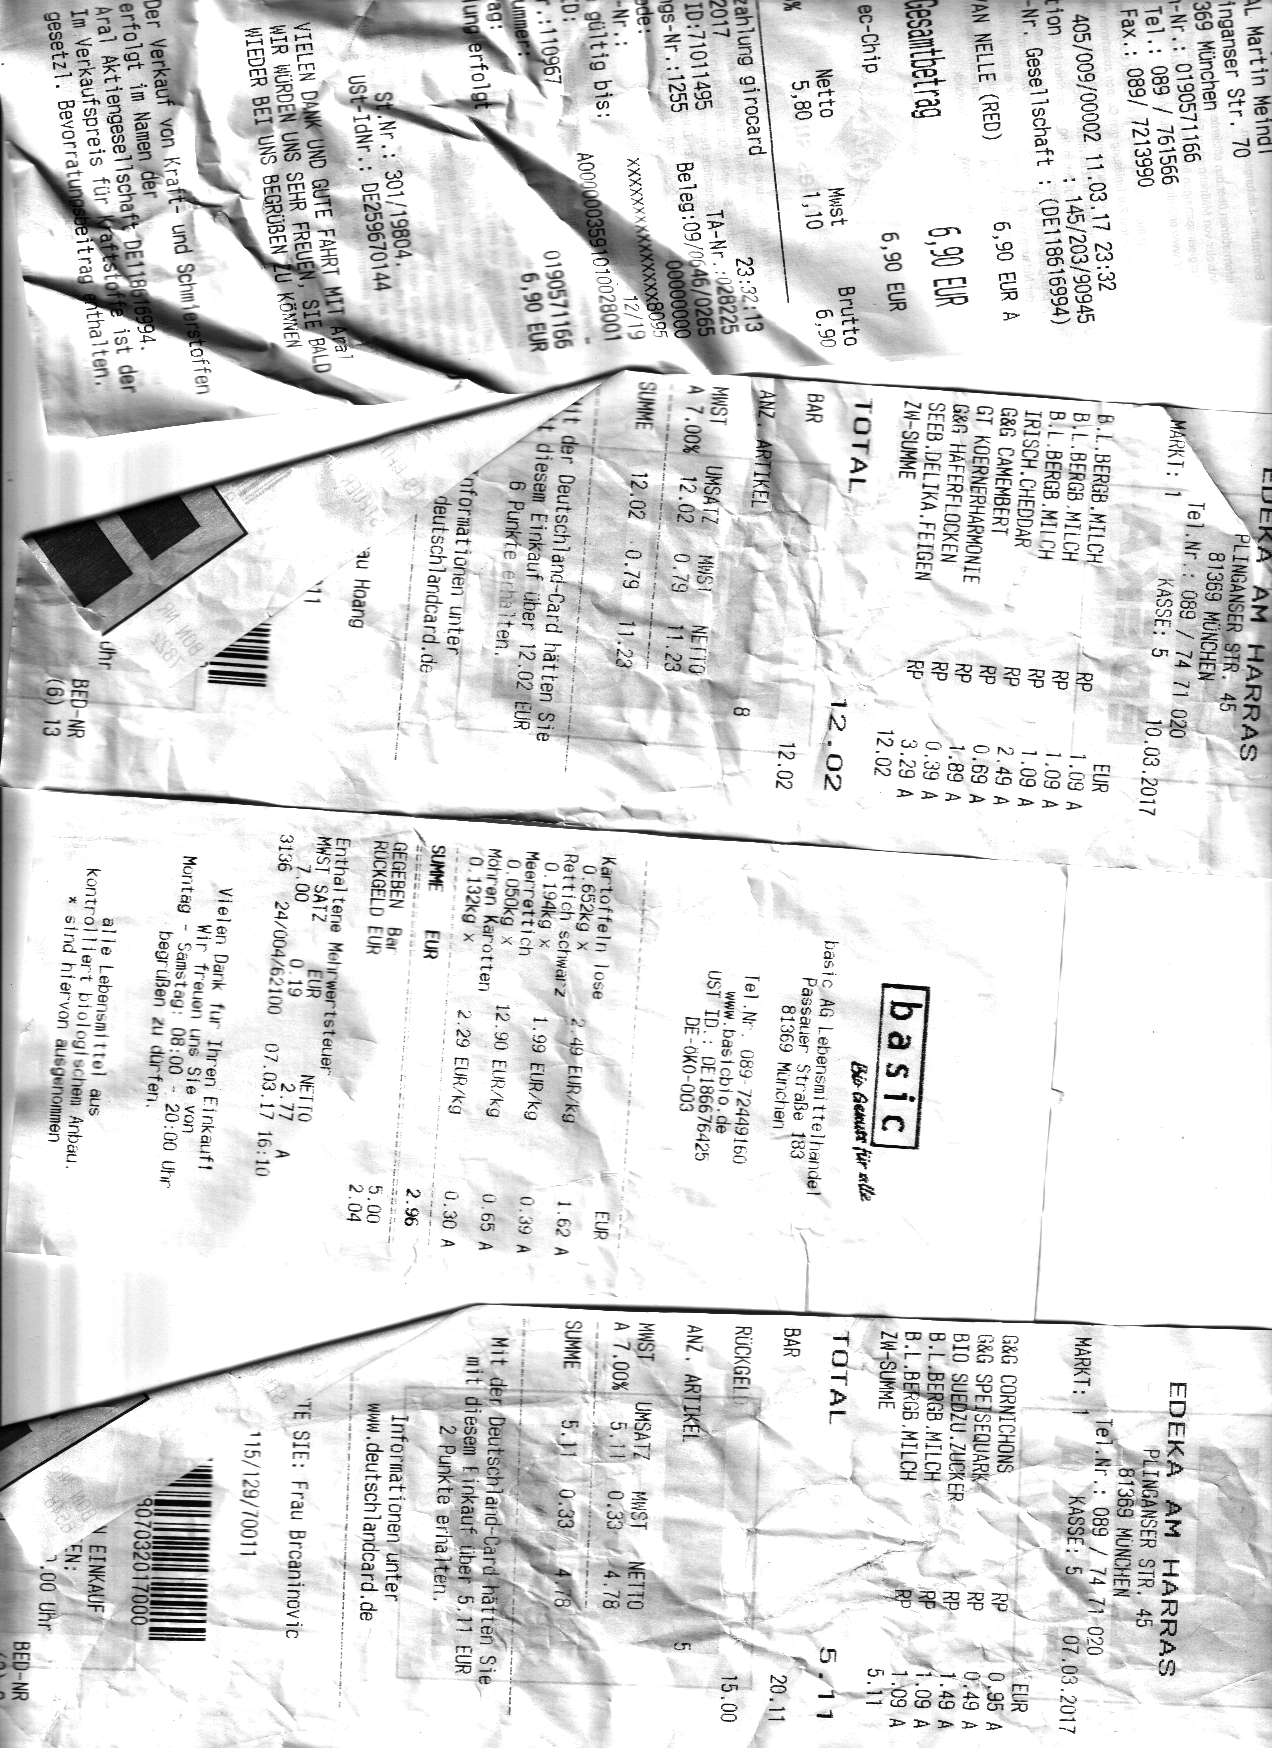 AL Martin Meindl
inganser Str. 70
369 München
n-Nr.: 0190571166
Tel.: 089 / 761566
Fax.: 089/ 7213990
405/009/00002 11.03.17 23:32
tion : 145/203/90945
-Nr. Gesellschaft : (DE118616994)
VAN NELLE (RED) 6,90 EUR A
Gesamtbetrag 6,90 EUR
ec-Chip 6,90 EUR
% Netto Mwst Brutto
5,80 1,10 6,90
zahlung girocard
2017 23:32:13
ID:71011495 TA-Nr.:028225
ngs-Nr.:1255 Beleg:09/0646/0265
ode: 00000000
-Nr.: xxxxxxxxxxxxxxx8095
gültig bis: 12/19
ID: A0000003591010028001
r.:1110967
ummer: 0190571166
ag: 6,90 EUR
lung erfolgt
St.Nr.: 301/19804.
USt-IdNr.: DE259670144
VIELEN DANK UND GUTE FAHRT MIT Aral
WIR WÜRDEN UNS SEHR FREUEN, SIE BALD
WIEDER BEI UNS BEGRÜßEN ZU KÖNNEN
Der Verkauf von Kraft- und Schmierstoffen
erfolgt im Namen der
Aral Aktiengesellschaft DE118616994.
Im Verkaufspreis für Kraftstoffe ist der
gesetzl. Bevorratungsbeitrag enthalten.
EDEKA AM HARRAS
PLINGANSER STR. 45
81369 MÜNCHEN
Tel.Nr.: 089 / 74 71 020
MARKT: 1 KASSE: 5 10.03.2017
EUR
B.L.BERGB.MILCH RP 1.09 A
B.L.BERGB.MILCH RP 1.09 A
B.L.BERGB.MILCH RP 1.09 A
IRISCH.CHEDDAR RP 2.49 A
G&G CAMEMBERT RP 0.69 A
GT KOERNERHARMONIE RP 1.89 A
G&G HAFERFLOCKEN RP 0.39 A
SEEB.DELIKA.FEIGEN RP 3.29 A
ZW-SUMME 12.02
TOTAL 12.02
BAR 12.02
ANZ. ARTIKEL 8
MWST UMSATZ MWST NETTO
A 7.00% 12.02 0.79 11.23
SUMME 12.02 0.79 11.23
Mit der Deutschland-Card hätten Sie
t diesem Einkauf über 12.02 EUR
6 Punkte erhalten.
nformationen unter
deutschlandcard.de
au Hoang
11
Uhr
BED-NR
(6) 13
basic
Bio-Genuss für alle
basic AG Lebensmittelhandel
Passauer Straße 183
81369 München
Tel.Nr. 089-72449160
www.basicbio.de
UST ID.: DE186676425
DE-ÖKO-003
EUR
Kartoffeln lose
0.652kg x 2.49 EUR/kg 1.62 A
Rettich schwarz
0.194kg x 1.99 EUR/kg 0.39 A
Meerrettich
0.050kg x 12.90 EUR/kg 0.65 A
Möhren Karotten
0.132kg x 2.29 EUR/kg 0.30 A
SUMME EUR 2.96
GEGEBEN Bar 5.00
RÜCKGELD EUR 2.04
Enthaltene Mehrwertsteuer
MWST SATZ EUR NETTO
7.00 0.19 2.77 A
3136 24/004/62100 07.03.17 16:10
Vielen Dank für Ihren Einkauf!
Wir freuen uns Sie von
Montag - Samstag: 08:00 - 20:00 Uhr
begrüßen zu dürfen.
alle Lebensmittel aus
kontrolliert biologischem Anbau.
* sind hiervon ausgenommen
EDEKA AM HARRAS
PLINGANSER STR. 45
81369 MÜNCHEN
Tel.Nr.: 089 / 74 71 020
MARKT: 1 KASSE: 5 07.03.2017
EUR
G&G CORNICHONS RP 0.95 A
G&G SPEISEQUARK RP 0.49 A
BIO SUEDZU.ZUCKER RP 1.49 A
B.L.BERGB.MILCH RP 1.09 A
B.L.BERGB.MILCH RP 1.09 A
ZW-SUMME 5.11
TOTAL 5.11
BAR 20.11
RÜCKGELD 15.00
ANZ. ARTIKEL 5
MWST UMSATZ MWST NETTO
A 7.00% 5.11 0.33 4.78
SUMME 5.11 0.33 4.78
Mit der Deutschland-Card hätten Sie
mit diesem Einkauf über 5.11 EUR
2 Punkte erhalten.
Informationen unter
www.deutschlandcard.de
TE SIE: Frau Brcaninovic
115/129/70011
907032017000
N EINKAUF
EN:
.00 Uhr
BED-NR